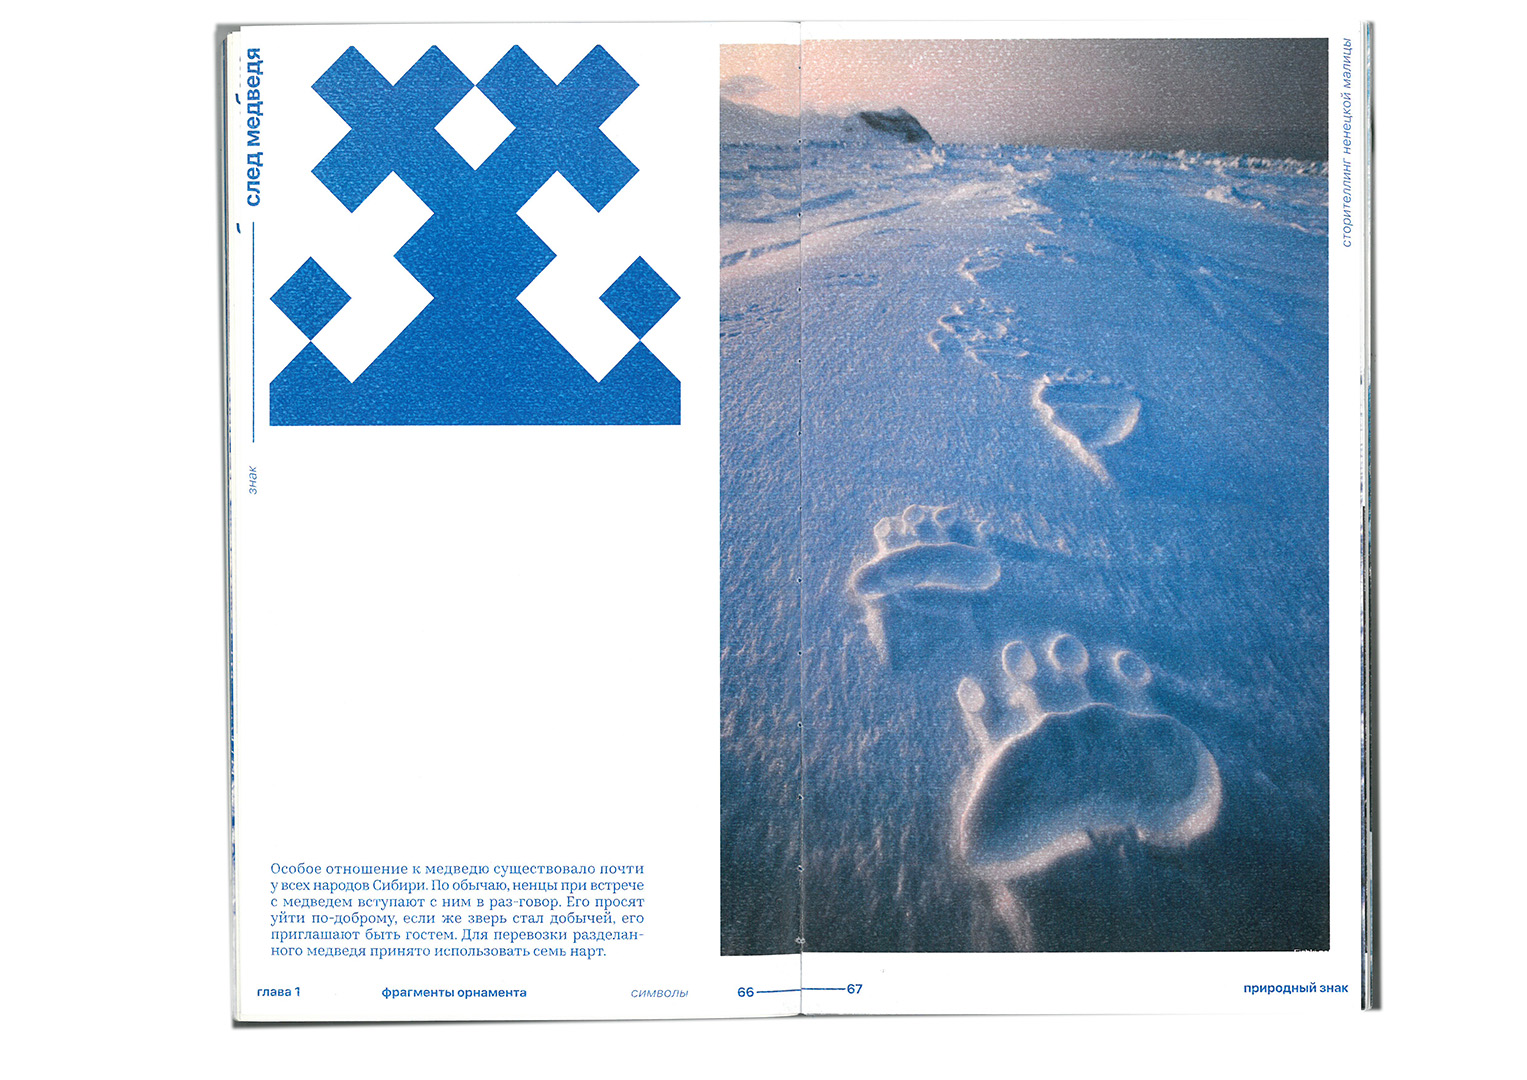 след медведя
знак
Особое отношение к медведю существовало почти
у всех народов Сибири. По обычаю, ненцы при встрече
с медведем вступают с ним в раз-говор. Его просят
уйти по-доброму, если же зверь стал добычей, его
приглашают быть гостем. Для перевозки разделан-
ного медведя принято использовать семь нарт.
глава 1
фрагменты орнамента
символы
66
67
природный знак
сторителлинг ненецкой малицы